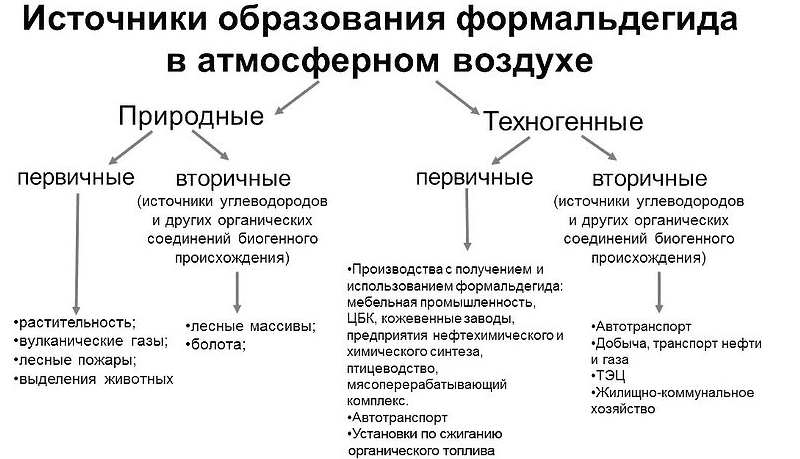 Источники образования формальдегида
в атмосферном воздухе
Природные
Техногенные
первичные
вторичные
(источники углеводородов
и других органических
соединений биогенного
происхождения)
•растительность;
•вулканические газы;
•лесные пожары;
•выделения животных
•лесные массивы;
•болота;
первичные
вторичные
(источники углеводородов
и других органических
соединений биогенного
происхождения)
•Производства с получением и
использованием формальдегида:
мебельная промышленность,
ЦБК, кожевенные заводы,
предприятия нефтехимического и
химического синтеза,
птицеводство,
мясоперерабатывающий
комплекс.
•Автотранспорт
•Установки по сжиганию
органического топлива
•Автотранспорт
•Добыча, транспорт нефти
и газа
•ТЭЦ
•Жилищно-коммунальное
хозяйство